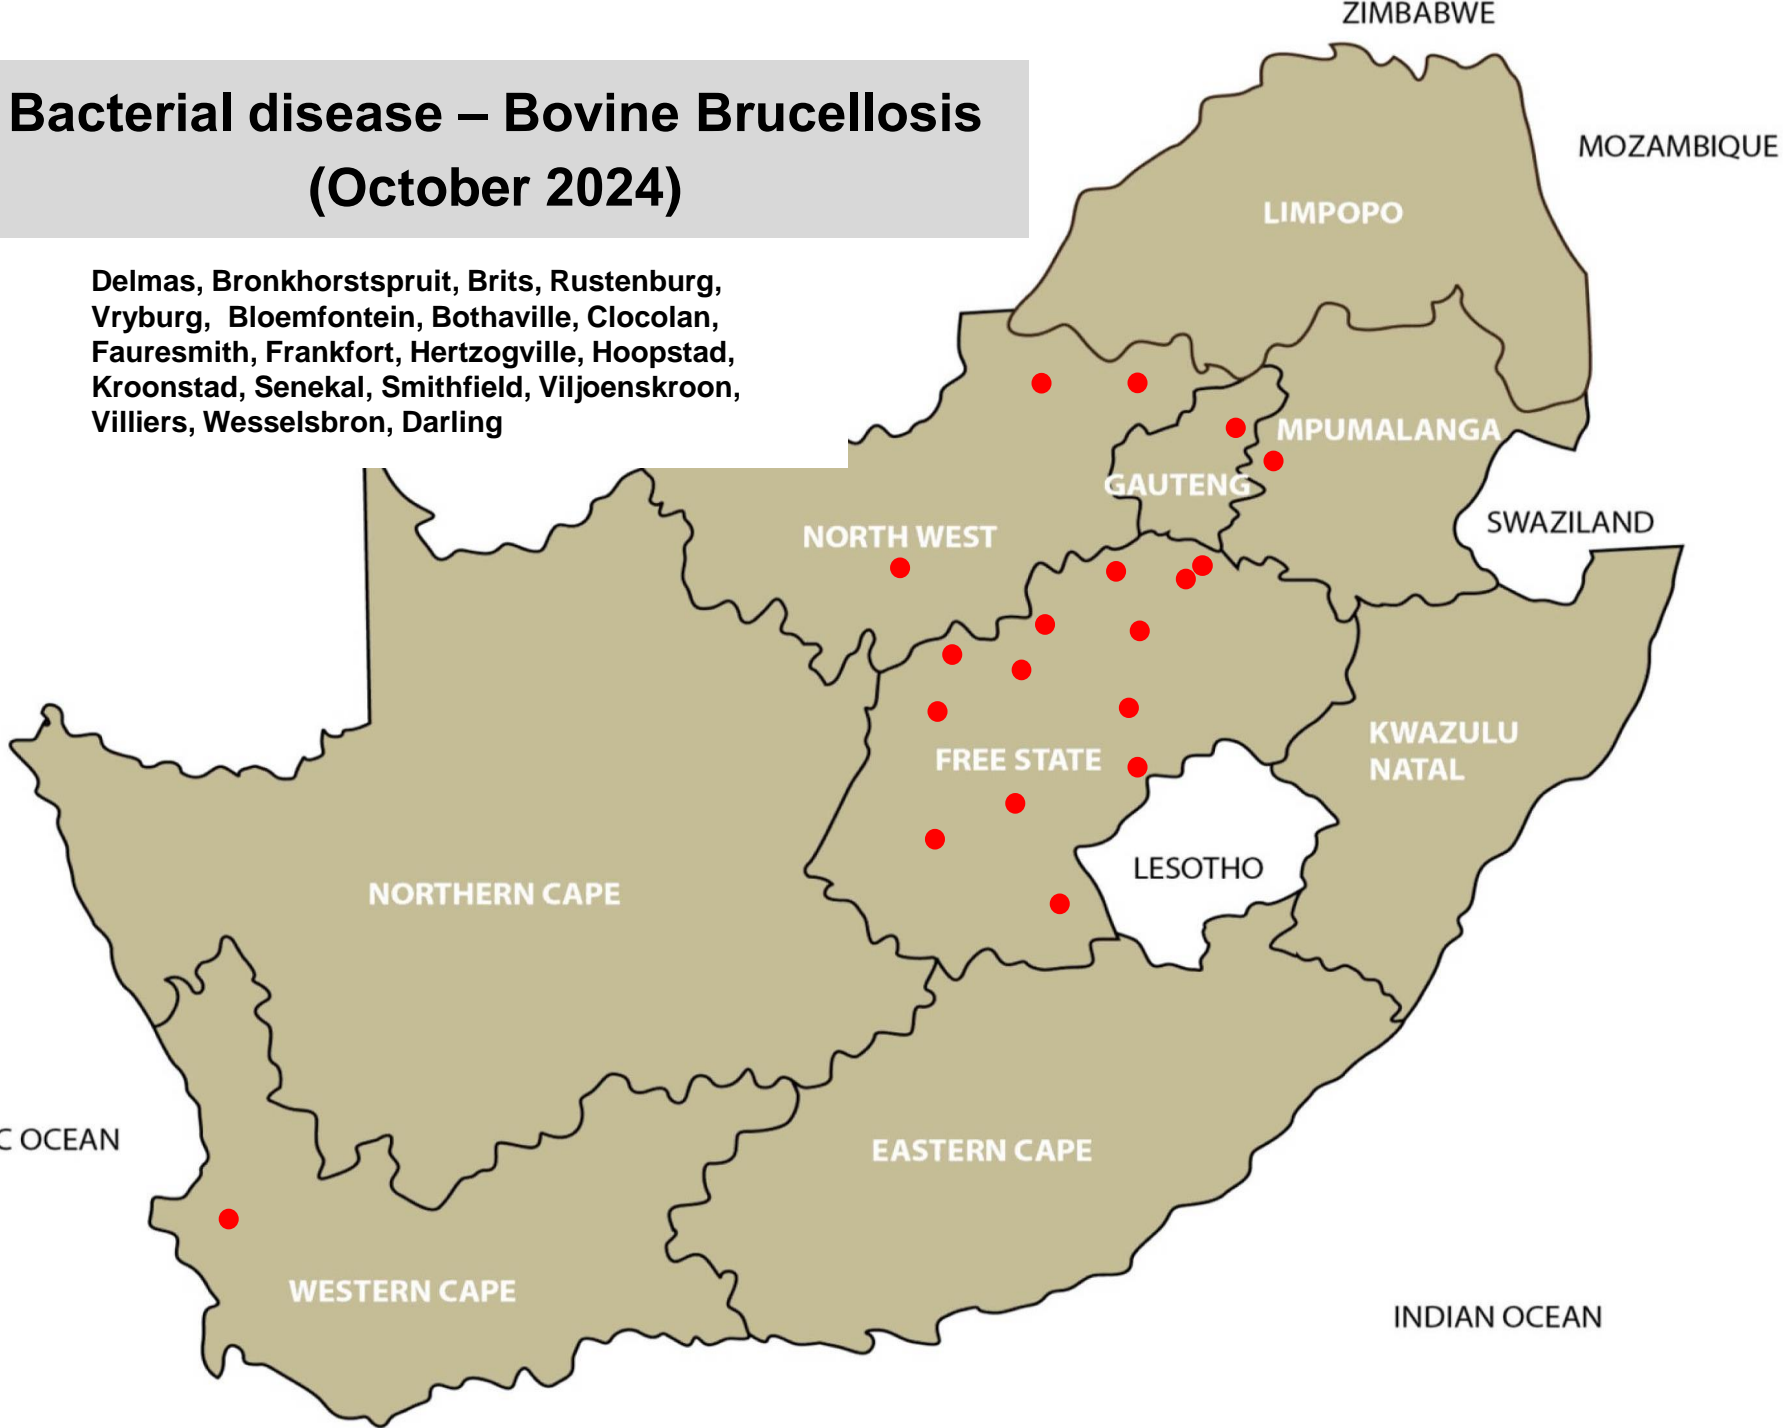 ZIMBABWE
Bacterial disease – Bovine Brucellosis
(October 2024)
MOZAMBIQUE
LIMPOPO
Delmas, Bronkhorstspruit, Brits, Rustenburg,
Vryburg, Bloemfontein, Bothaville, Clocolan,
Fauresmith, Frankfort, Hertzogville, Hoopstad,
Kroonstad, Senekal, Smithfield, Viljoenskroon,
Villiers, Wesselsbron, Darling
MPUMALANGA
GAUTENG
SWAZILAND
NORTH WEST
KWAZULU
NATAL
FREE STATE
LESOTHO
NORTHERN CAPE
C OCEAN
EASTERN CAPE
WESTERN CAPE
INDIAN OCEAN